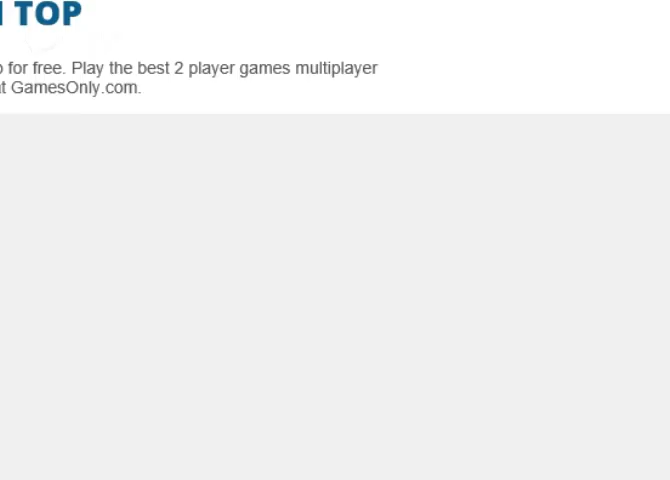 TOP
for free. Play the best 2 player games multiplayer
GamesOnly.com.